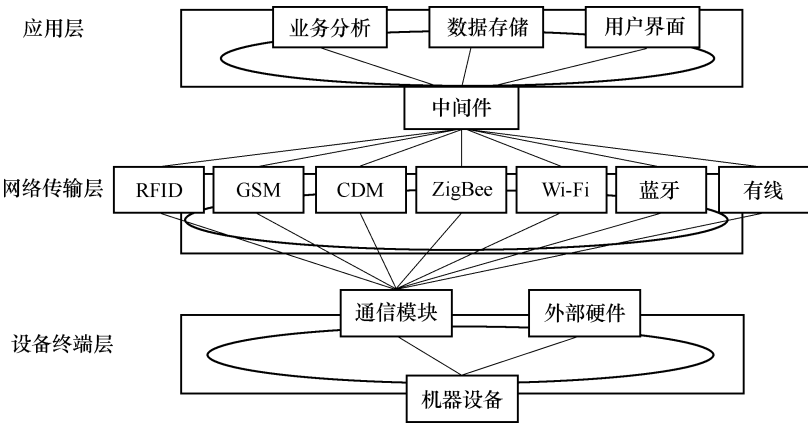 应用层
业务分析
数据存储
用户界面
中间件
网络传输层
RFID
GSM
CDM
ZigBee
Wi-Fi
蓝牙
有线
通信模块
外部硬件
设备终端层
机器设备